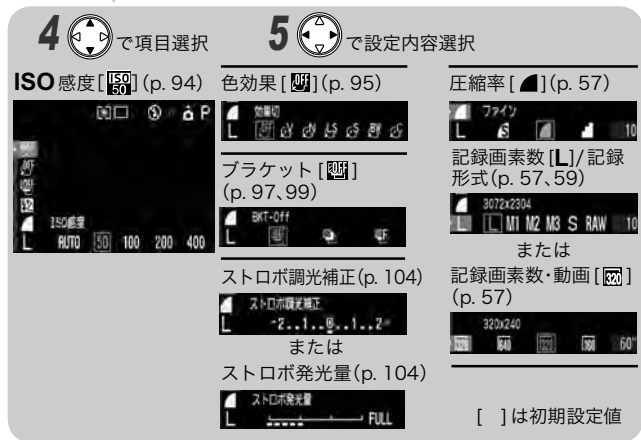 4 で項目選択
5 で設定内容選択
ISO感度[ISO 50](p. 94)
P
ISO感度
L AUTO 50 100 200 400
色効果[OFF](p. 95)
効果切
L
ブラケット[OFF]
(p. 97、99)
BKT-Off
L
ストロボ調光補正(p. 104)
ストロボ調光補正
L -2..1..0..1..2+
または
ストロボ発光量(p. 104)
ストロボ発光量
L FULL
圧縮率[ ](p. 57)
ファイン
L S 10
記録画素数[L]/記録
形式(p. 57、59)
3072x2304
L L M1 M2 M3 S RAW 10
または
記録画素数・動画[320]
(p. 57)
320x240
320 640 320 160 60"
[ ]は初期設定値